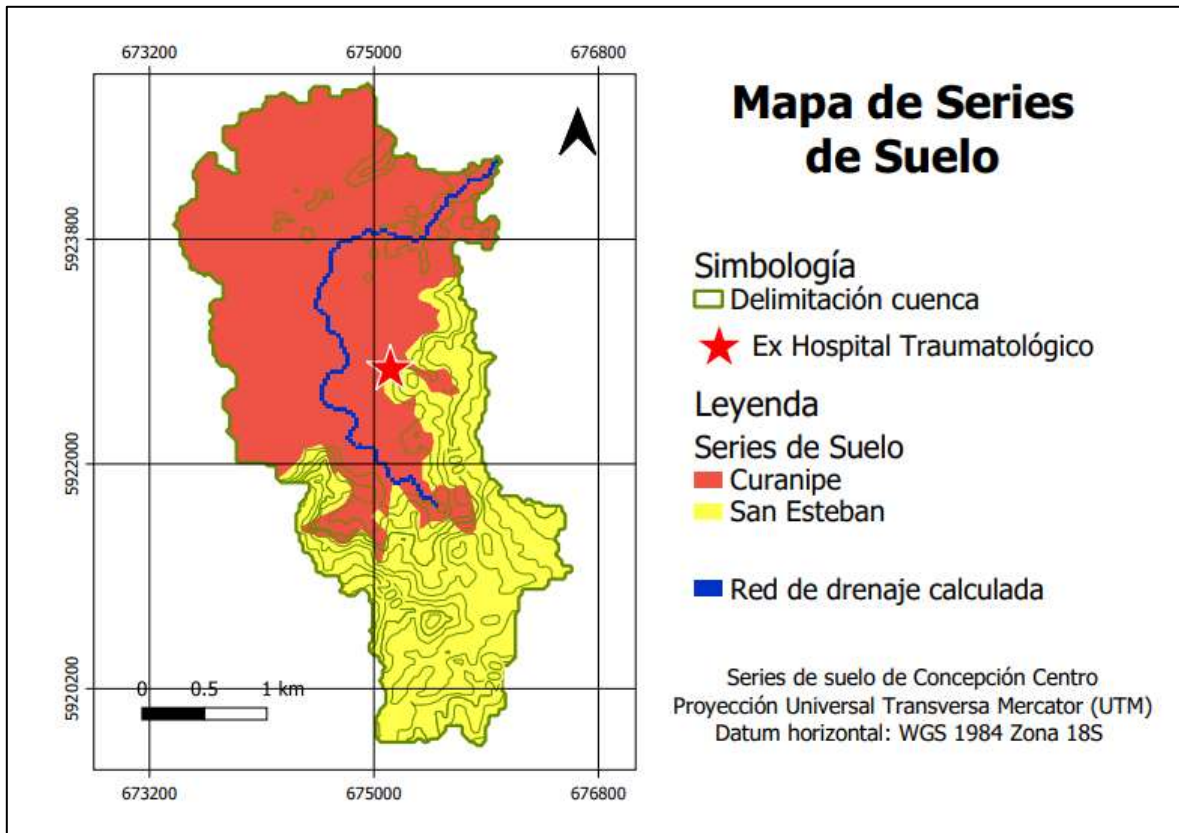 673200 675000 676800
Mapa de Series
de Suelo
5923800
Simbología
Delimitación cuenca
Ex Hospital Traumatológico
Leyenda
Series de Suelo
5922000
Curanipe
San Esteban
100
Red de drenaje calculada
200
5920200
0 0.5 1 km
Series de suelo de Concepción Centro
Proyección Universal Transversa Mercator (UTM)
Datum horizontal: WGS 1984 Zona 18S
673200 675000 676800